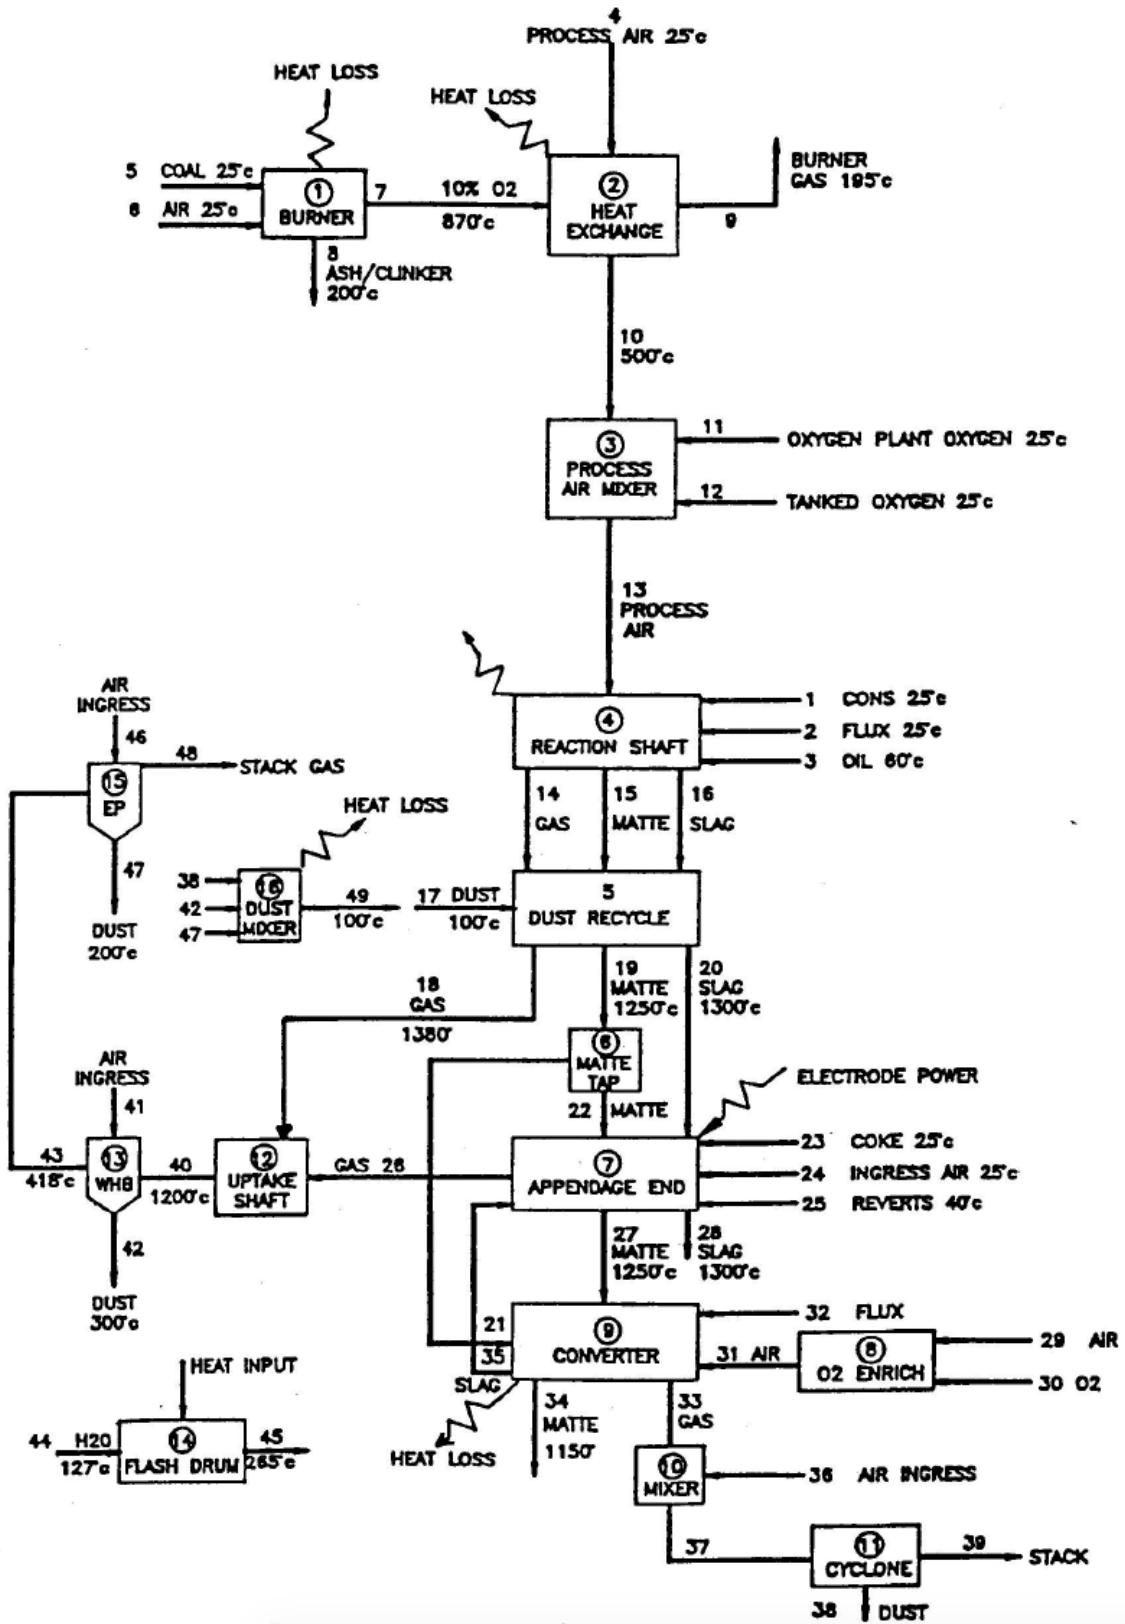 4
PROCESS AIR 25°c
HEAT LOSS
HEAT LOSS
5 COAL 25°c
6 AIR 25°c
1
BURNER
7
10% O2
870°c
2
HEAT
EXCHANGE
BURNER
GAS 195°c
9
8
ASH/CLINKER
200°c
10
500°c
3
PROCESS
AIR MIXER
11
OXYGEN PLANT OXYGEN 25°c
12
TANKED OXYGEN 25°c
13
PROCESS
AIR
4
REACTION SHAFT
1 CONS 25°c
2 FLUX 25°c
3 OIL 60°c
AIR
INGRESS
46
48
STACK GAS
15
EP
47
DUST
200°c
HEAT LOSS
38
42
47
16
DUST
MIXER
49
100°c
17 DUST
100°c
14
GAS
15
MATTE
16
SLAG
5
DUST RECYCLE
18
GAS
1380°
19
MATTE
1250°c
20
SLAG
1300°c
6
MATTE
TAP
22 MATTE
ELECTRODE POWER
AIR
INGRESS
41
43
418°c
13
WHB
40
1200°c
12
UPTAKE
SHAFT
GAS 26
7
APPENDAGE END
23 COKE 25°c
24 INGRESS AIR 25°c
25 REVERTS 40°c
42
DUST
300°c
27
MATTE
1250°c
28
SLAG
1300°c
21
35
SLAG
9
CONVERTER
32 FLUX
31 AIR
8
O2 ENRICH
29 AIR
30 O2
HEAT INPUT
44
H20
127°c
14
FLASH DRUM
45
265°c
HEAT LOSS
34
MATTE
1150°
33
GAS
10
MIXER
36 AIR INGRESS
37
11
CYCLONE
39
STACK
38
DUST